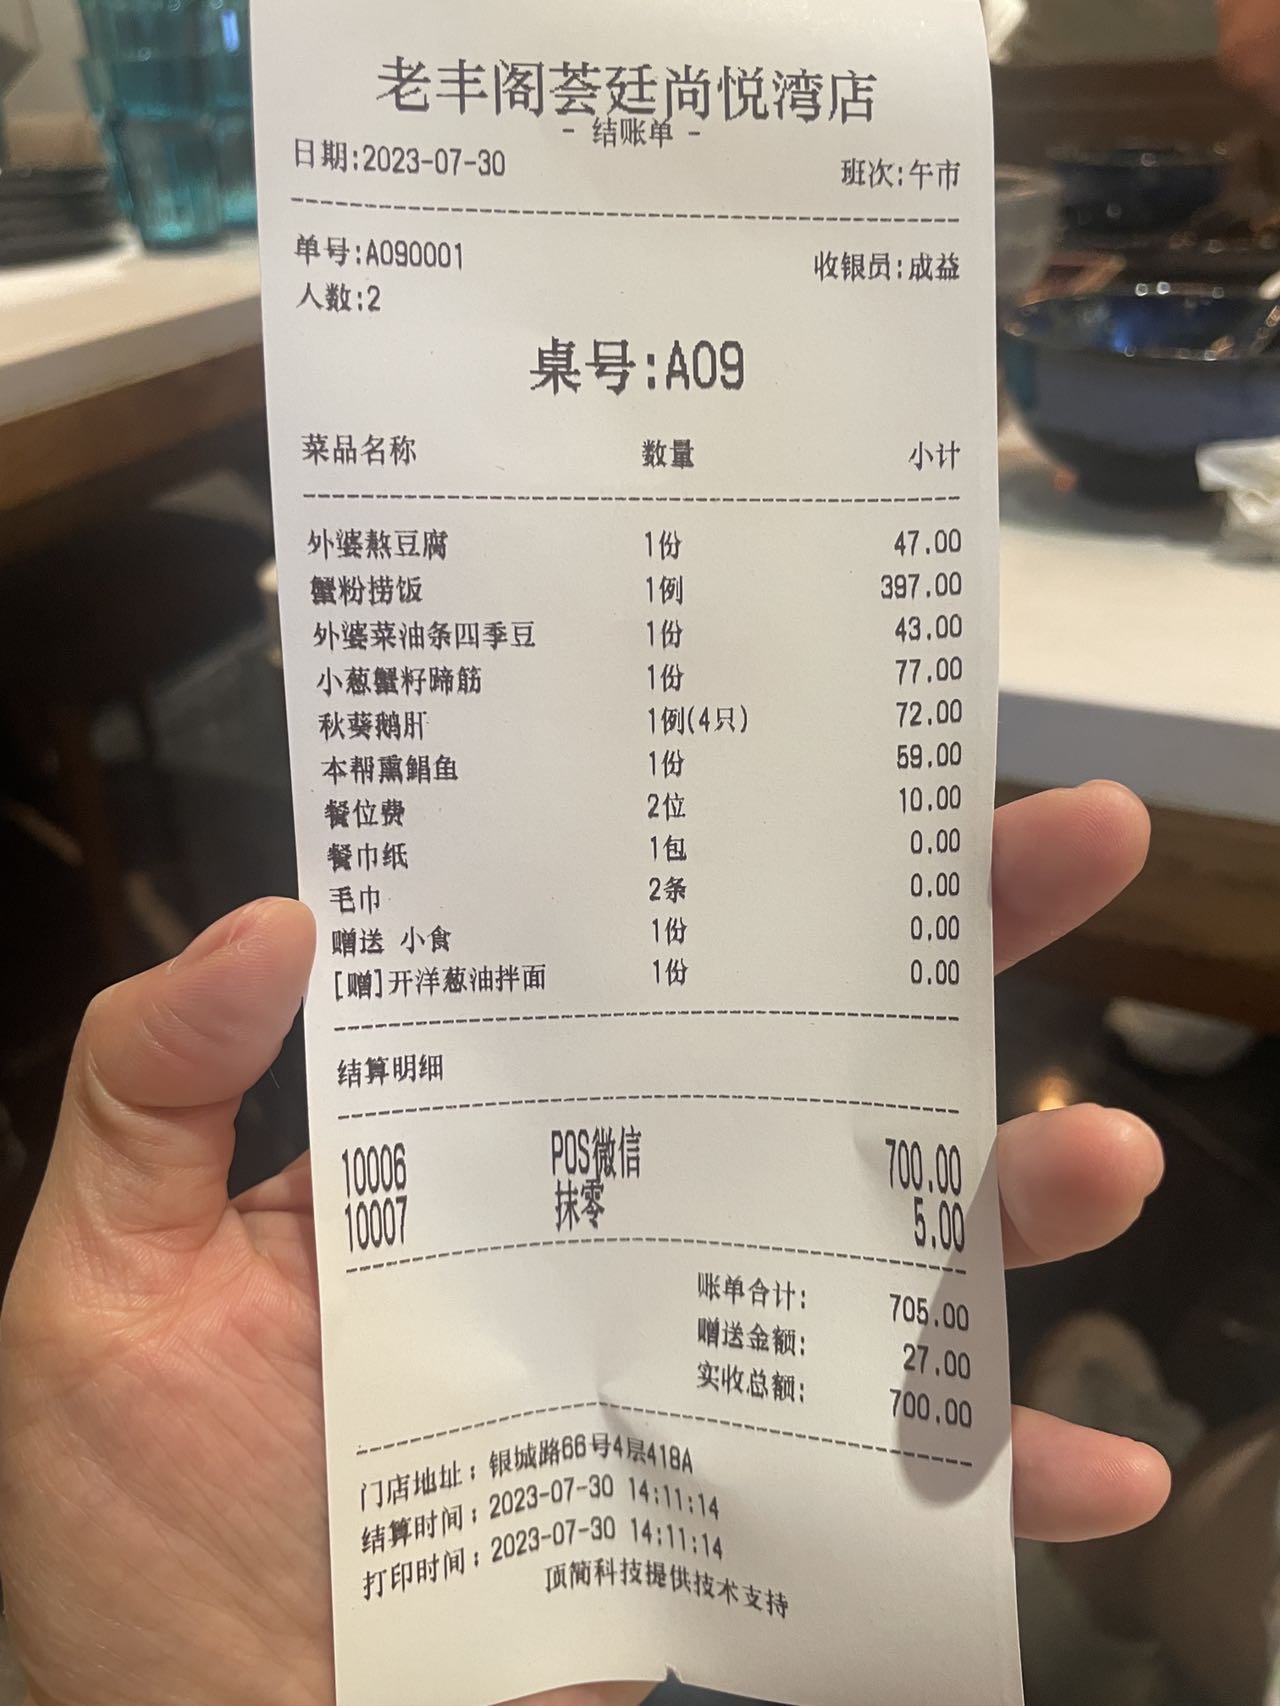 老丰阁荟廷尚悦湾店
- 结账单 -
日期:2023-07-30 班次:午市
单号:A090001 收银员:成益
人数:2
桌号:A09
菜品名称 数量 小计
外婆熬豆腐 1份 47.00
蟹粉捞饭 1例 397.00
外婆菜油条四季豆 1份 43.00
小葱蟹籽蹄筋 1份 77.00
秋葵鹅肝 1例(4只) 72.00
本帮熏鲳鱼 1份 59.00
餐位费 2位 10.00
餐巾纸 1包 0.00
毛巾 2条 0.00
赠送 小食 1份 0.00
[赠]开洋葱油拌面 1份 0.00
结算明细
10006 POS微信 700.00
10007 抹零 5.00
账单合计: 705.00
赠送金额: 27.00
实收总额: 700.00
门店地址: 银城路66号4层418A
结算时间: 2023-07-30 14:11:14
打印时间: 2023-07-30 14:11:14
顶简科技提供技术支持